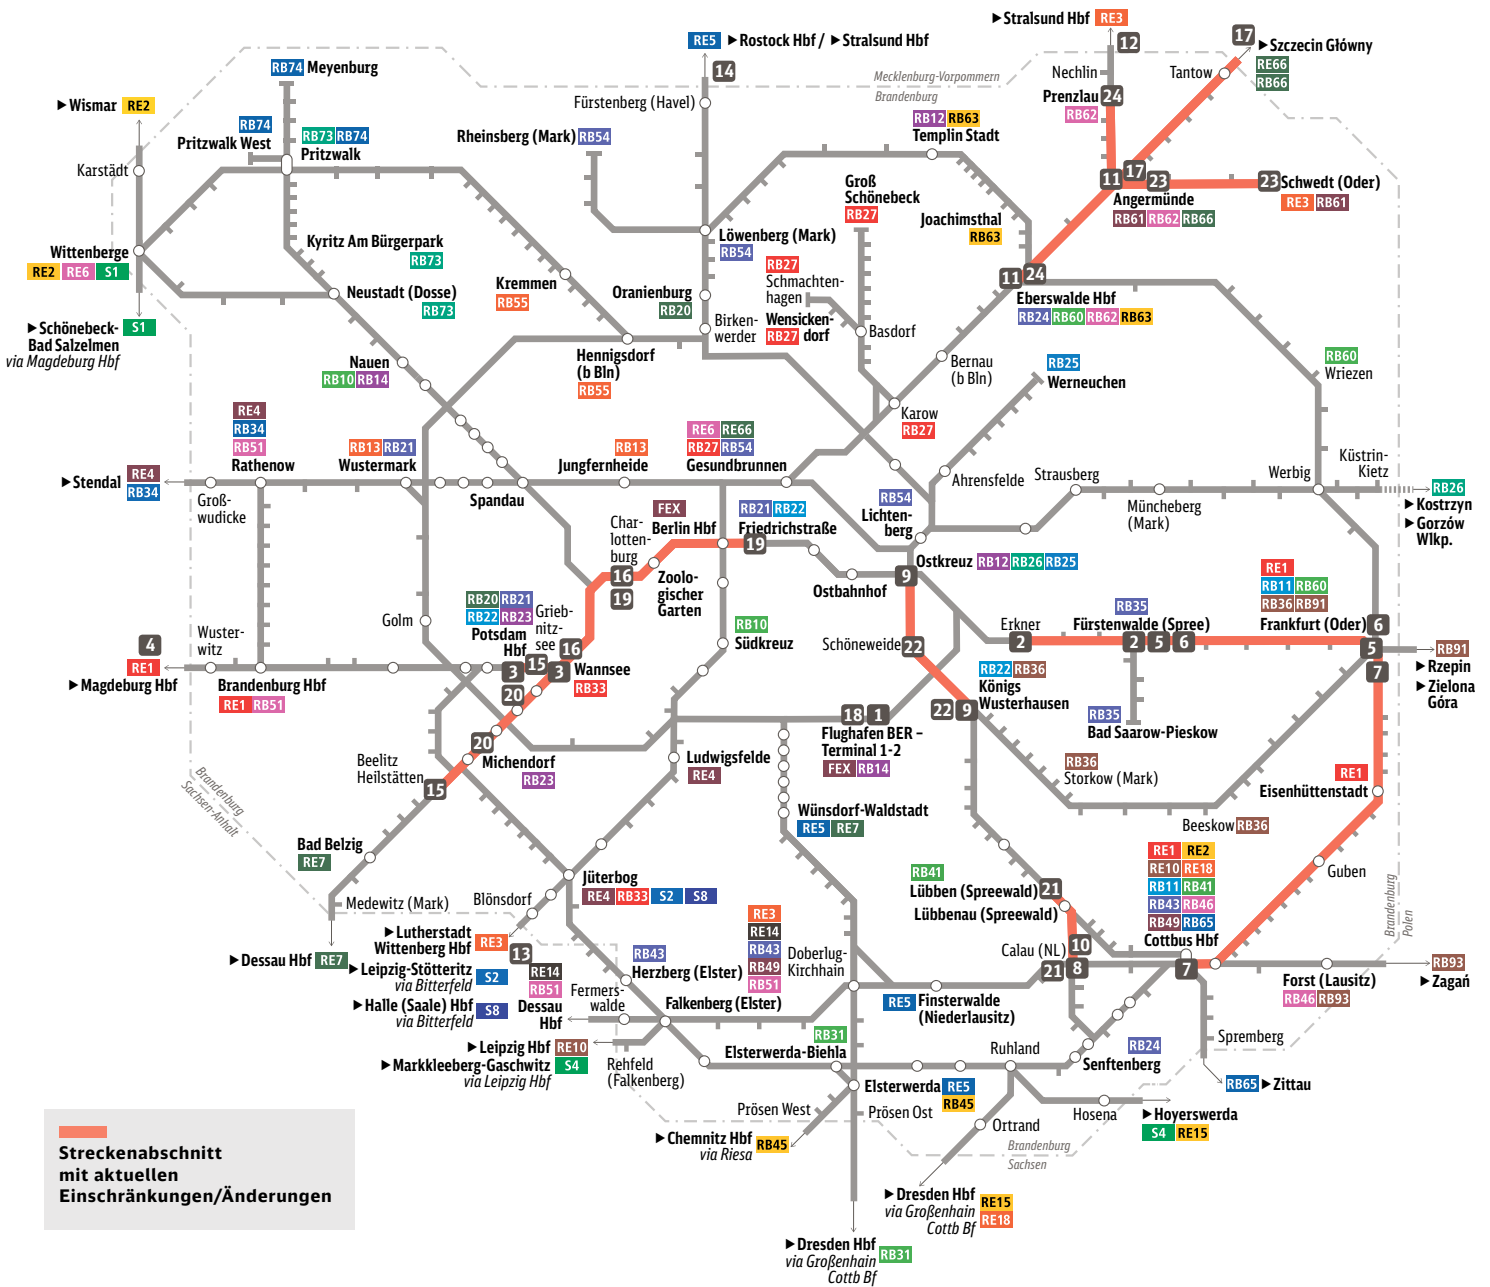 Stralsund Hbf RE3
12
17
Szczecin Główny
RE66
RB66
RE5 Rostock Hbf / Stralsund Hbf
14
Mecklenburg-Vorpommern
Brandenburg
Nechlin
Tantow
Prenzlau
24
RB62
RB74 Meyenburg
Wismar RE2
Fürstenberg (Havel)
RB74
Pritzwalk West
RB73 RB74
Pritzwalk
Rheinsberg (Mark) RB54
RB12 RB63
Templin Stadt
Karstädt
11
17
23
23
Schwedt (Oder)
RE3 RB61
Angermünde
RB61 RB62 RB66
Groß
Schönebeck
RB27
Joachimsthal
RB63
Wittenberge
RE2 RE6 S1
Kyritz Am Bürgerpark
RB73
Löwenberg (Mark)
RB54
RB27
Schmachten-
hagen
Kremmen
RB55
Neustadt (Dosse)
RB73
Oranienburg
RB20
Wensicken-
RB27 dorf
11
24
Eberswalde Hbf
RB24 RB60 RB62 RB63
Schönebeck-
Bad Salzelmen
via Magdeburg Hbf
S1
Birken-
werder
Basdorf
Hennigsdorf
(b Bln)
RB55
Nauen
RB10 RB14
Bernau
(b Bln)
RB25
Werneuchen
RB60
Wriezen
Karow
RB27
RE4
RB34
RB51
Rathenow
RB13 RB21
Wustermark
RB13
Jungfernheide
RE6 RE66
RB27 RB54
Gesundbrunnen
Stendal
RE4
RB34
Groß-
wudicke
Spandau
Ahrensfelde
Strausberg
Müncheberg
(Mark)
Werbig
Küstrin-
Kietz
RB26
Kostrzyn
Gorzów
Wlkp.
RB54
Lichten-
berg
FEX
Berlin Hbf
RB21 RB22
Friedrichstraße
19
Char-
lotten-
burg
16
19
Zoolo-
gischer
Garten
Ostbahnhof
9
Ostkreuz RB12 RB26 RB25
RE1
RB11 RB60
RB36 RB91
Frankfurt (Oder)
6
5
7
RB91
Rzepin
Zielona
Góra
Golm
RB20 RB21
RB22 RB23
Potsdam
Hbf
Grieb-
nitz-
see
RB10
Südkreuz
Schöneweide
22
Erkner
2
RB35
Fürstenwalde (Spree)
2
5
6
4
RE1
Magdeburg Hbf
Wuster-
witz
Brandenburg Hbf
RE1 RB51
3
15
3
16
Wannsee
RB33
20
RB22 RB36
Königs
Wusterhausen
22
9
RB35
Bad Saarow-Pieskow
18
1
Flughafen BER –
Terminal 1-2
FEX RB14
20
Michendorf
RB23
Beelitz
Heilstätten
15
Ludwigsfelde
RE4
RB36
Storkow (Mark)
RE1
Eisenhüttenstadt
Brandenburg
Sachsen-Anhalt
Wünsdorf-Waldstadt
RE5 RE7
Beeskow RB36
Bad Belzig
RE7
RE1 RE2
RE10 RE18
RB11 RB41
RB43 RB46
RB49 RB65
Cottbus Hbf
7
Guben
Brandenburg
Polen
Jüterbog
RE4 RB33 S2 S8
RB41
Lübben (Spreewald)
21
Lübbenau (Spreewald)
Medewitz (Mark)
Blönsdorf
Dessau Hbf RE7
Lutherstadt
Wittenberg Hbf RE3
13
Leipzig-Stötteritz
via Bitterfeld
S2
Halle (Saale) Hbf
via Bitterfeld
S8
RE14
RB51
Dessau
Hbf
Fermers-
walde
RB43
Herzberg (Elster)
RE3
RE14
RB43
RB49
RB51
Falkenberg (Elster)
Doberlug-
Kirchhain
Calau (NL)
10
21
8
RE5
Finsterwalde
(Niederlausitz)
Forst (Lausitz)
RB46 RB93
RB93
Zagań
Spremberg
Leipzig Hbf RE10
Markkleeberg-Gaschwitz S4
via Leipzig Hbf
Rehfeld
(Falkenberg)
RB31
Elsterwerda-Biehla
Ruhland
RB24
Senftenberg
RB65 Zittau
Elsterwerda RE5
RB45
Prösen West
Prösen Ost
Chemnitz Hbf
via Riesa
RB45
Ortrand
Hosena
Hoyerswerda
S4 RE15
Brandenburg
Sachsen
Dresden Hbf
via Großenhain
Cottb Bf
RE15
RE18
Dresden Hbf
via Großenhain
Cottb Bf
RB31
Streckenabschnitt
mit aktuellen
Einschränkungen/Änderungen